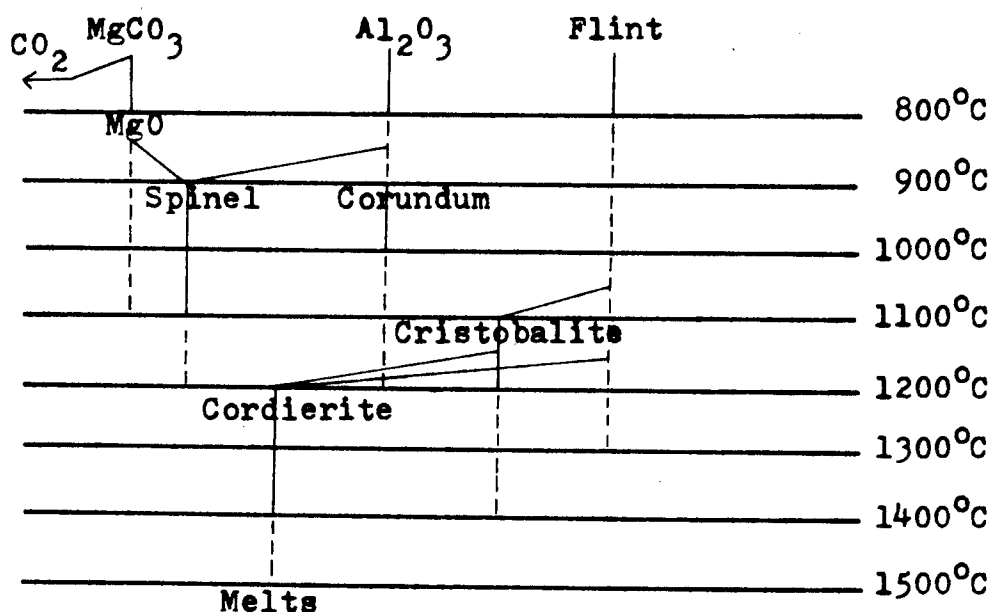 CO₂ MgCO₃ Al₂O₃ Flint
800°C
MgO
900°C
Spinel Corundum
1000°C
1100°C
Cristobalite
1200°C
Cordierite
1300°C
1400°C
1500°C
Melts